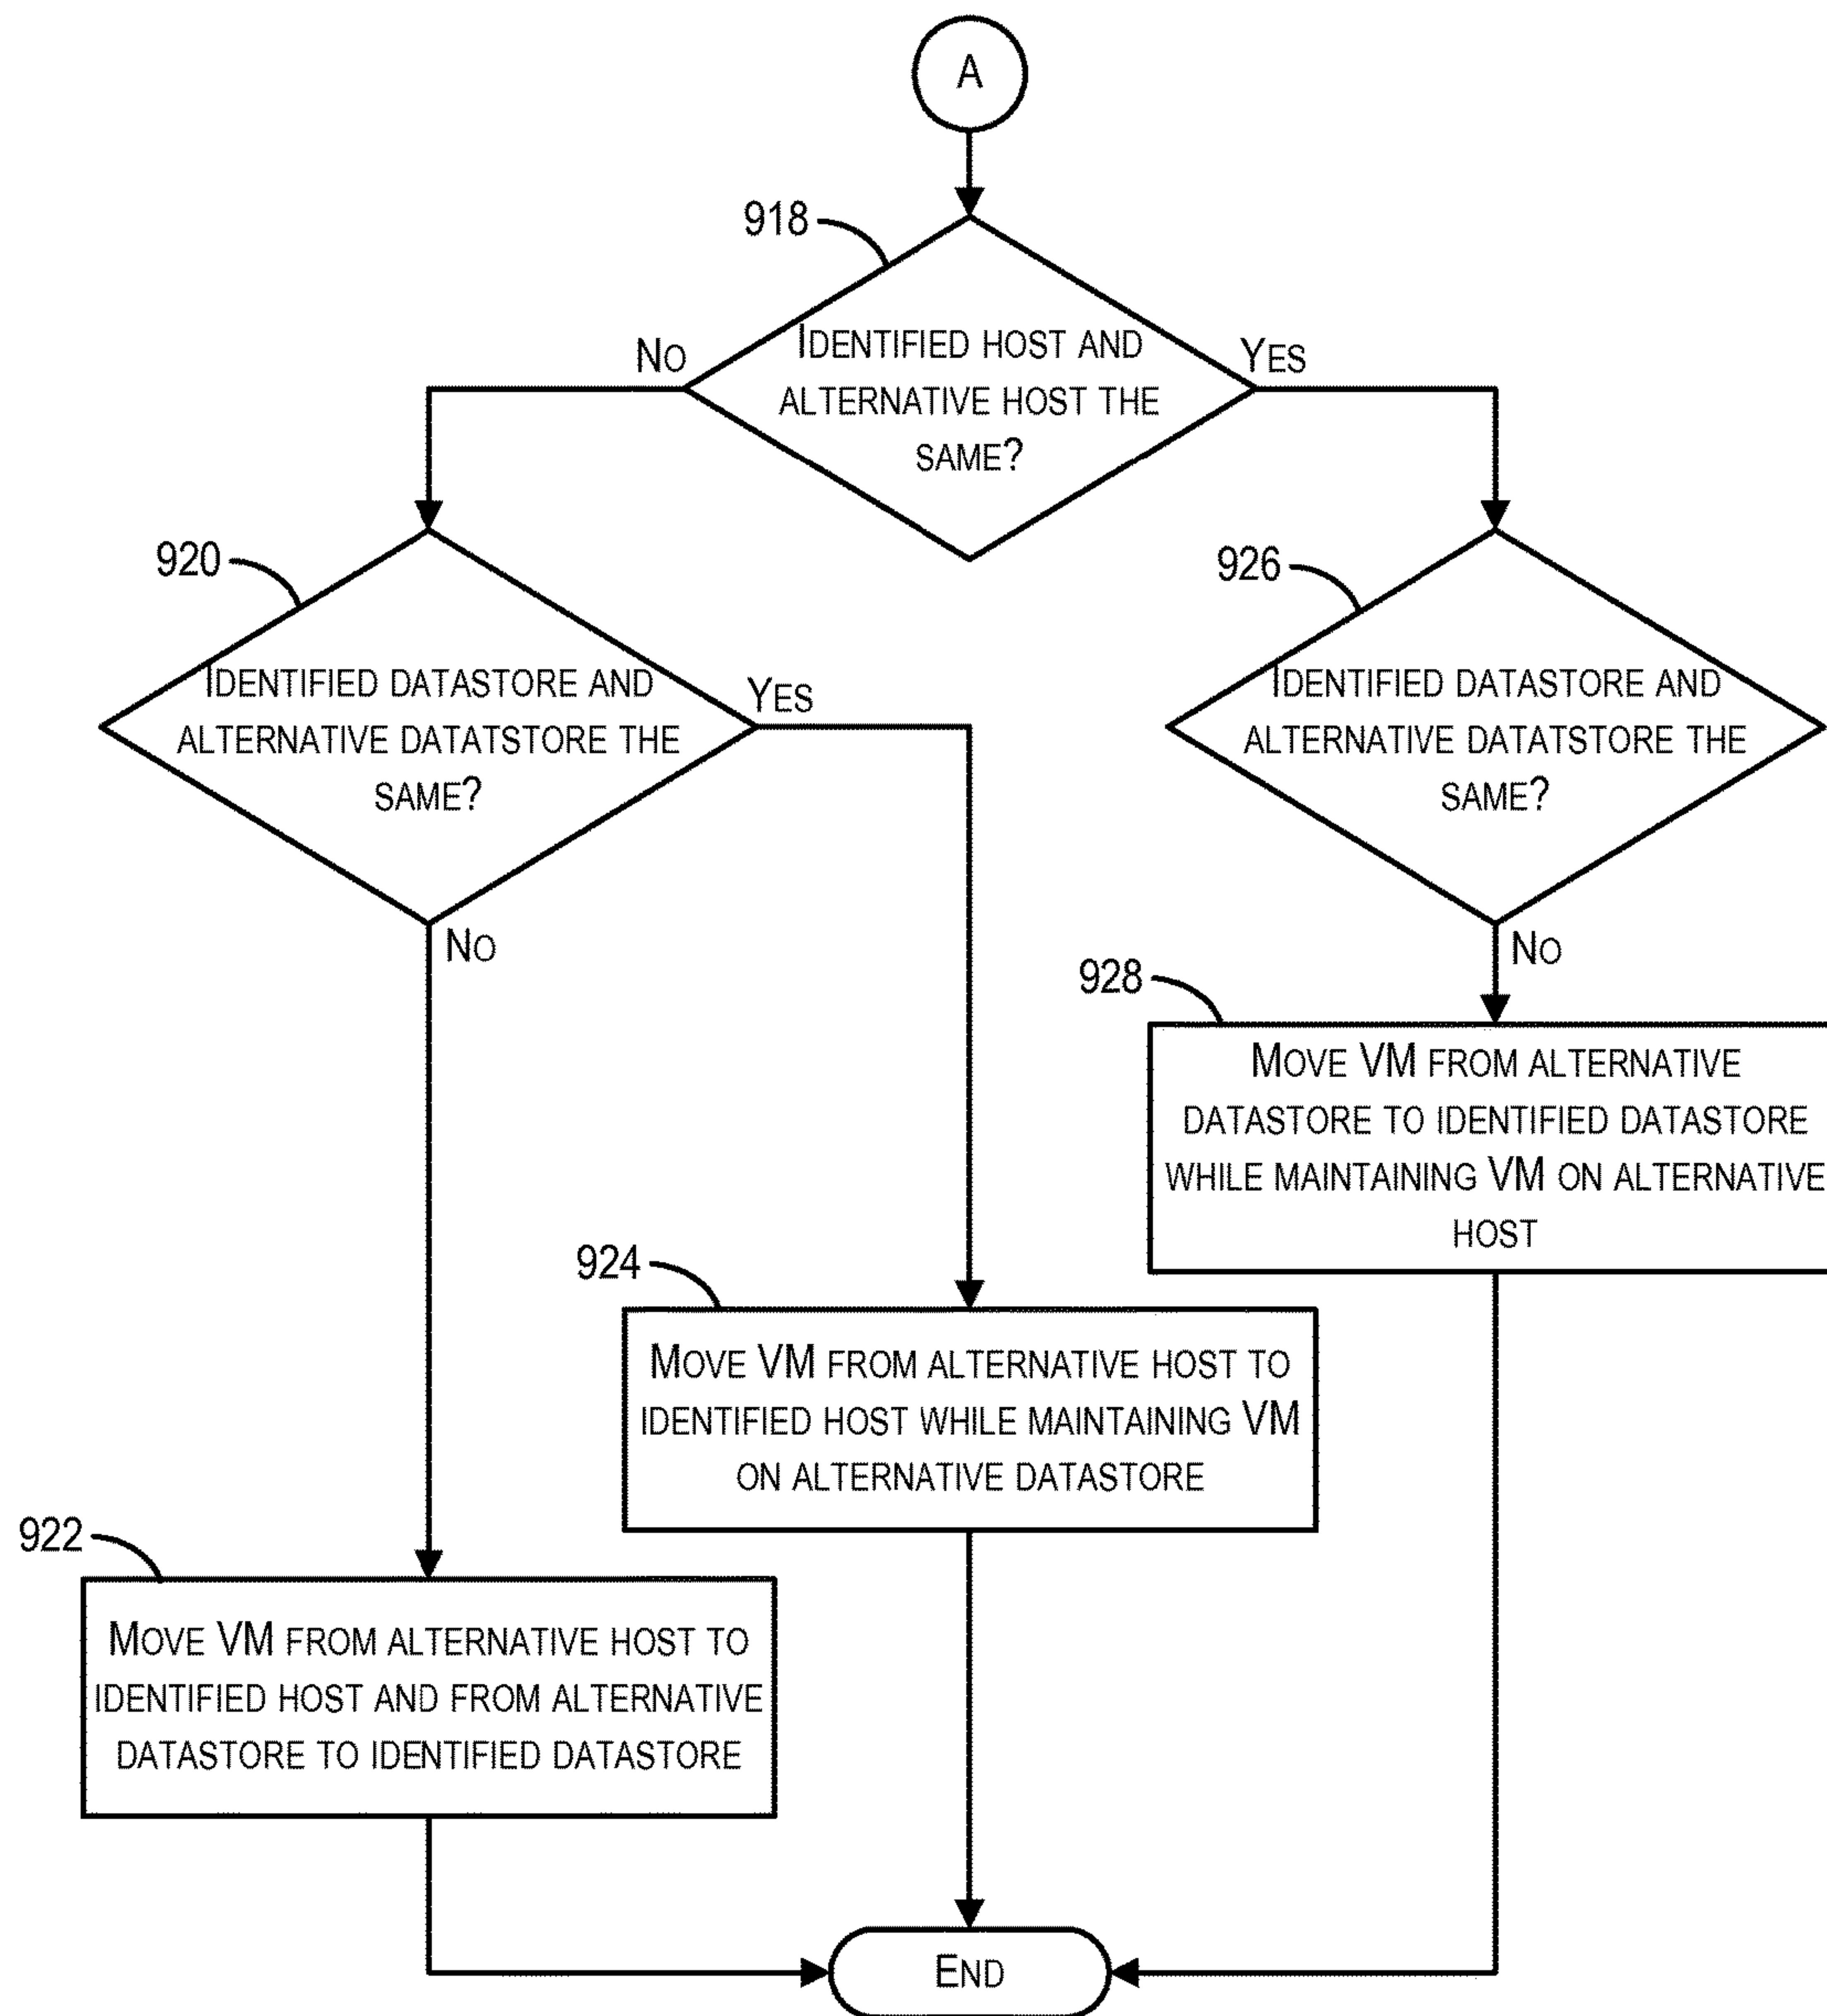 A
918
No
Identified host and
alternative host the
same?
Yes
920
Identified datastore and
alternative datatstore the
same?
Yes
926
Identified datastore and
alternative datatstore the
same?
No
No
928
Move VM from alternative
datastore to identified datastore
while maintaining VM on alternative
host
924
Move VM from alternative host to
identified host while maintaining VM
on alternative datastore
922
Move VM from alternative host to
identified host and from alternative
datastore to identified datastore
End